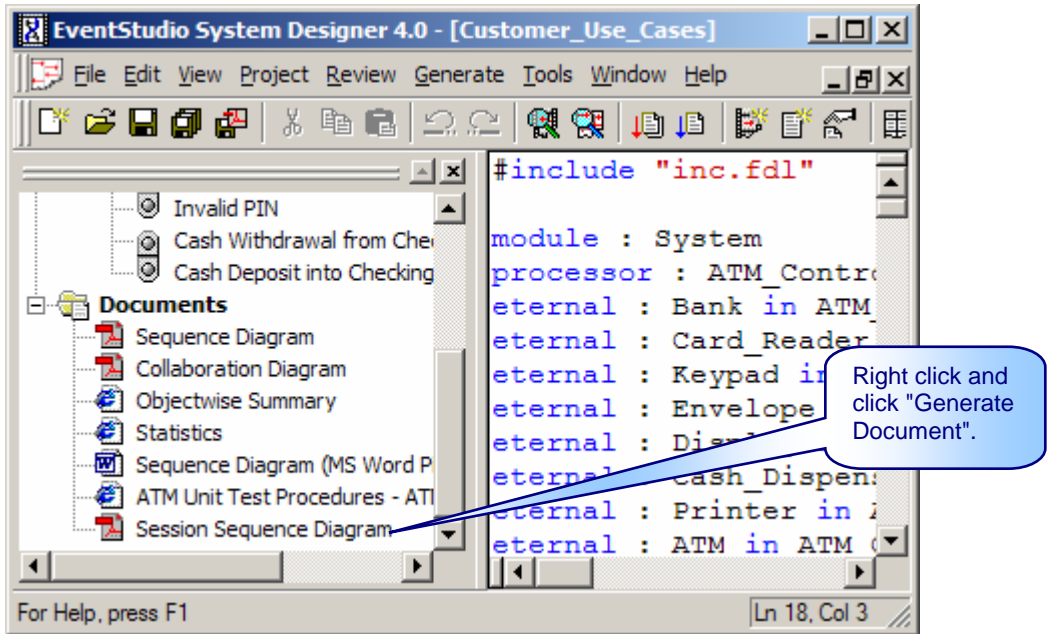 EventStudio System Designer 4.0 - [Customer_Use_Cases]
File Edit View Project Review Generate Tools Window Help
Invalid PIN
Cash Withdrawal from Che
Cash Deposit into Checking
Documents
Sequence Diagram
Collaboration Diagram
Objectwise Summary
Statistics
Sequence Diagram (MS Word P
ATM Unit Test Procedures - ATI
Session Sequence Diagram
#include "inc.fdl"
module : System
processor : ATM_Contro
eternal : Bank in ATM_
eternal : Card_Reader
eternal : Keypad in
eternal : Envelope
eternal : Displ
eternal : Cash_Dispens
eternal : Printer in A
eternal : ATM in ATM C
Right click and
click "Generate
Document".
For Help, press F1
Ln 18, Col 3